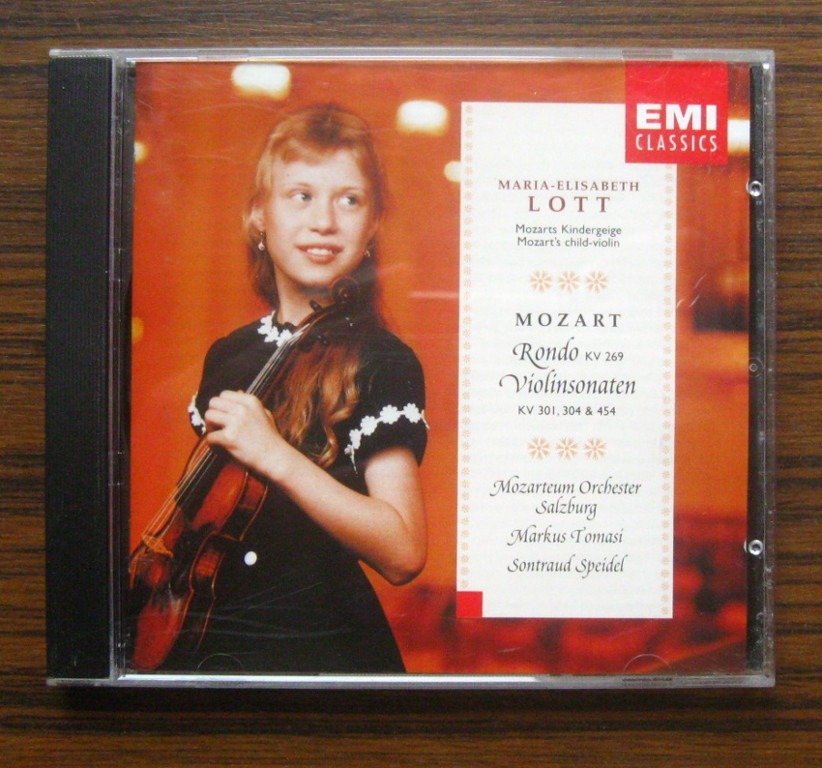 EMI
CLASSICS
MARIA-ELISABETH
LOTT
Mozarts Kindergeige
Mozart's child-violin
MOZART
Rondo KV 269
Violinsonaten
KV 301, 304 & 454
Mozarteum Orchester
Salzburg
Markus Tomasi
Sontraud Speidel